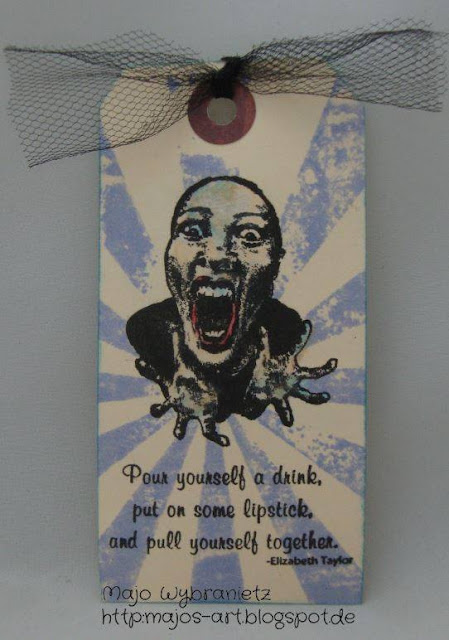 Pour yourself a drink,
put on some lipstick,
and pull yourself together.
-Elizabeth Taylor
Majo Wybranietz
http:majos-art.blogspot.de